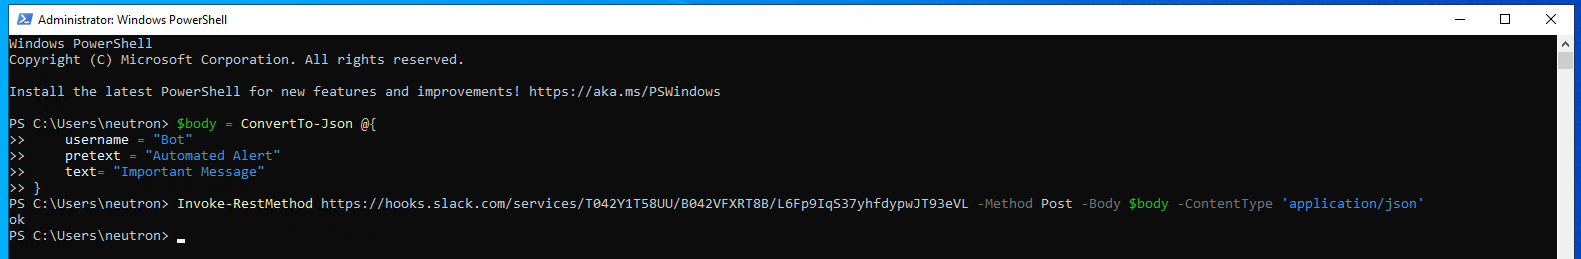 Administrator: Windows PowerShell
Windows PowerShell
Copyright (C) Microsoft Corporation. All rights reserved.
Install the latest PowerShell for new features and improvements! https://aka.ms/PSWindows
PS C:\Users\neutron> $body = ConvertTo-Json @{
>>     username = "Bot"
>>     pretext = "Automated Alert"
>>     text= "Important Message"
>> }
PS C:\Users\neutron> Invoke-RestMethod https://hooks.slack.com/services/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 -Method Post -Body $body -ContentType 'application/json'
ok
PS C:\Users\neutron>